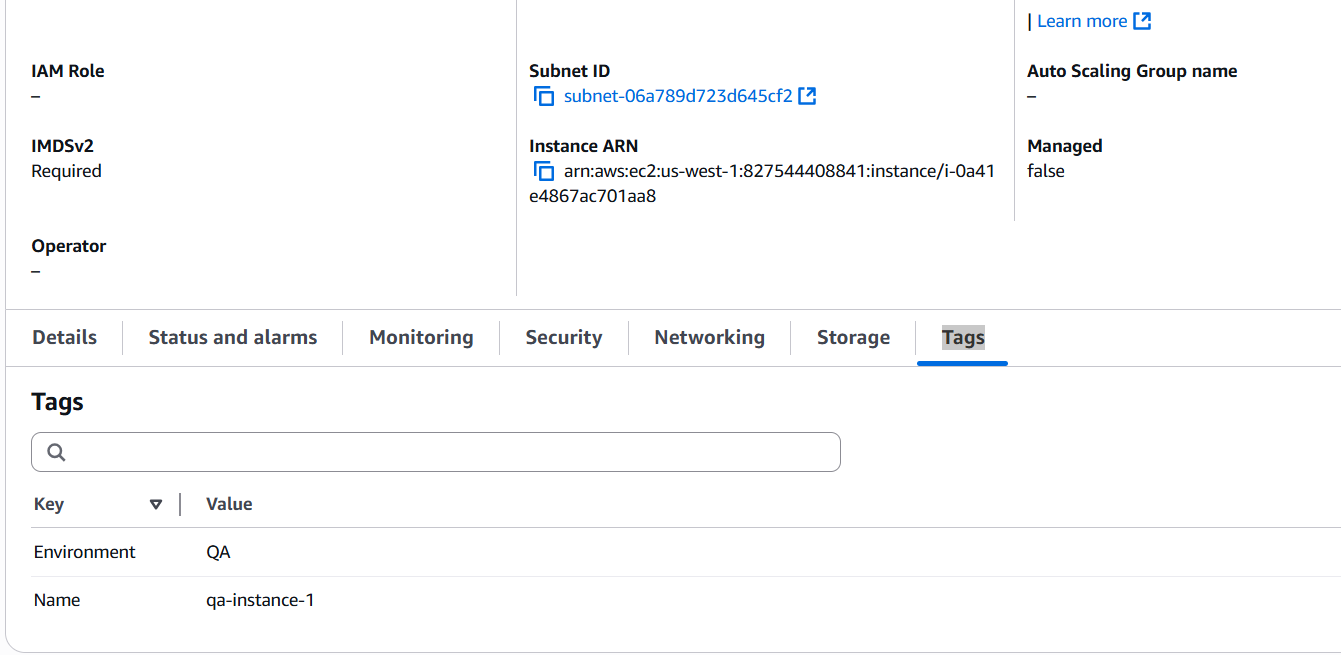 | Learn more
IAM Role
–
Subnet ID
subnet-06a789d723d645cf2
Auto Scaling Group name
–
IMDSv2
Required
Instance ARN
arn:aws:ec2:us-west-1:827544408841:instance/i-0a41
e4867ac701aa8
Managed
false
Operator
–
Details
Status and alarms
Monitoring
Security
Networking
Storage
Tags
Tags
Key Value
Environment QA
Name qa-instance-1